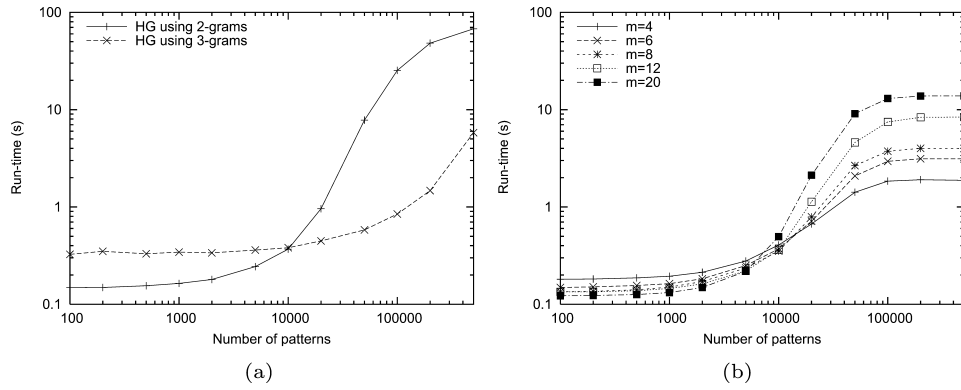 HG using 2-grams
HG using 3-grams
100
10
1
0.1
Run-time (s)
100
1000
10000
100000
Number of patterns
(a)
m=4
m=6
m=8
m=12
m=20
100
10
1
0.1
Run-time (s)
100
1000
10000
100000
Number of patterns
(b)